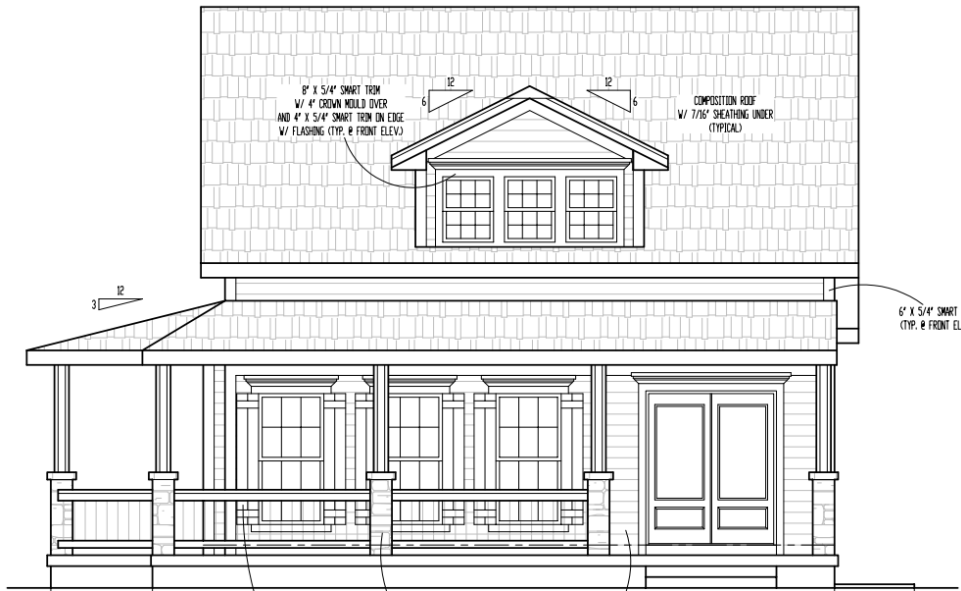 8" X 5/4" SMART TRIM
W/ 4" CROWN MOULD OVER
AND 4" X 5/4" SMART TRIM ON EDGE
W/ FLASHING (TYP. @ FRONT ELEV.)
12
6
12
6
COMPOSITION ROOF
W/ 7/16" SHEATHING UNDER
(TYPICAL)
12
3
6" X 5/4" SMART
(TYP. @ FRONT EL